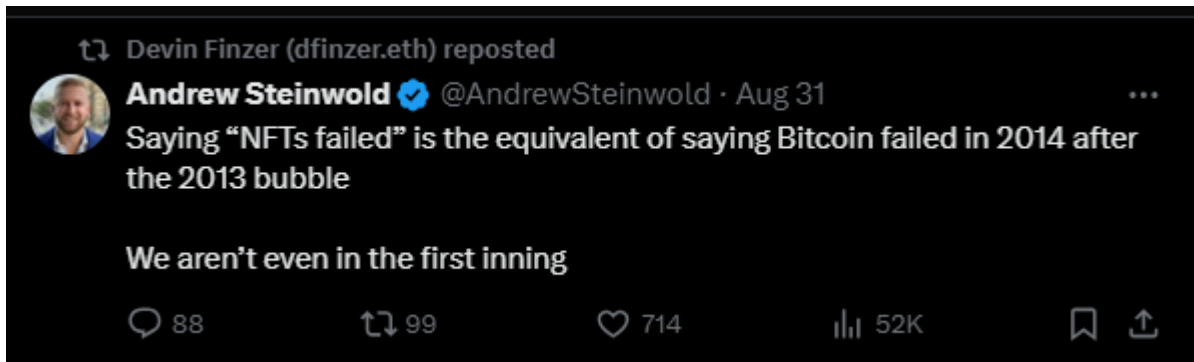 Devin Finzer (dfinzer.eth) reposted
Andrew Steinwold @AndrewSteinwold · Aug 31
Saying “NFTs failed” is the equivalent of saying Bitcoin failed in 2014 after
the 2013 bubble
We aren’t even in the first inning
88 99 714 52K